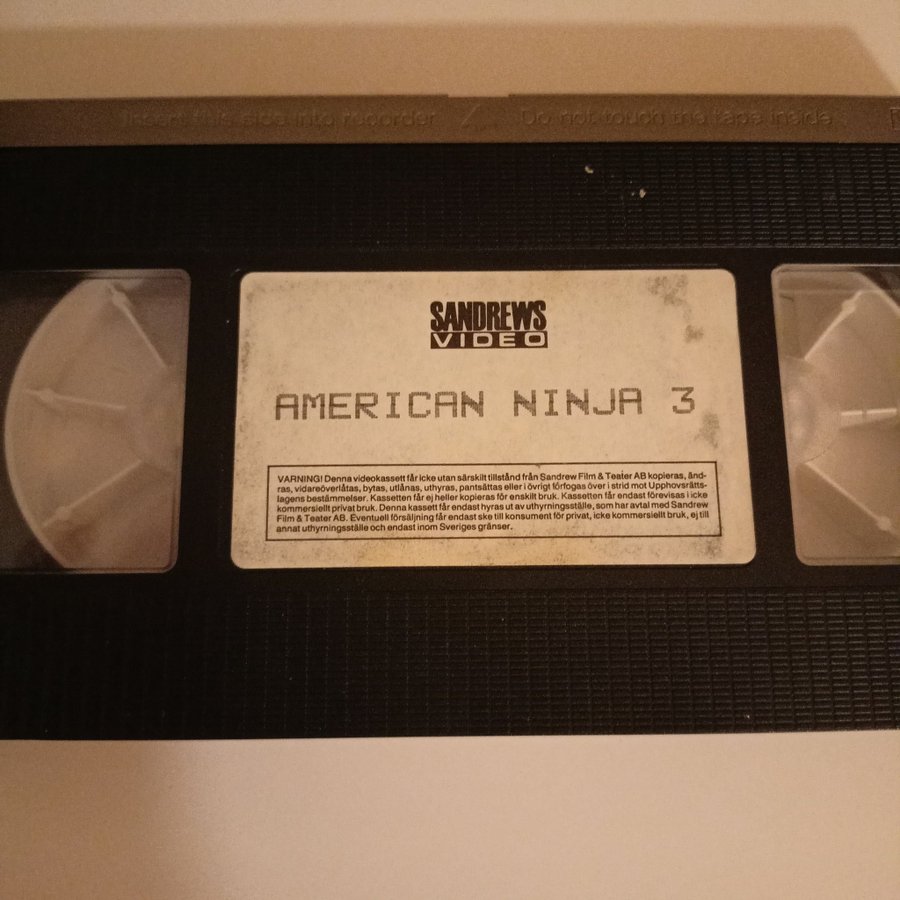 Insert this side into recorder Do not touch the tape inside
SANDREWS
VIDEO
AMERICAN NINJA 3
VARNING! Denna videokassett får icke utan särskilt tillstånd från Sandrew Film & Teater AB kopieras, änd-
ras, vidareöverlåtas, bytas, utlånas, uthyras, pantsättas eller i övrigt förfogas över i strid mot Upphovsrätts-
lagens bestämmelser. Kassetten får ej heller kopieras för enskilt bruk. Kassetten får endast förevisas i icke
kommersiellt privat bruk. Denna kassett får endast hyras ut av uthyrningsställe, som har avtal med Sandrew
Film & Teater AB. Eventuell försäljning får endast ske till konsument för privat, icke kommersiellt bruk, ej till
annat uthyrningsställe och endast inom Sveriges gränser.